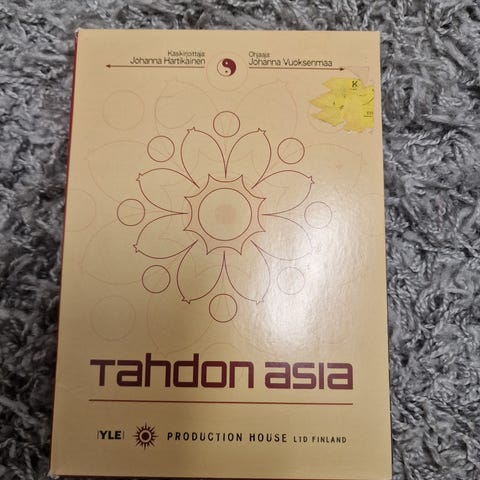 Käsikirjoittaja: Ohjaaja:
Johanna Hartikainen Johanna Vuoksenmaa
K
Tahdon asia
YLE PRODUCTION HOUSE LTD FINLAND